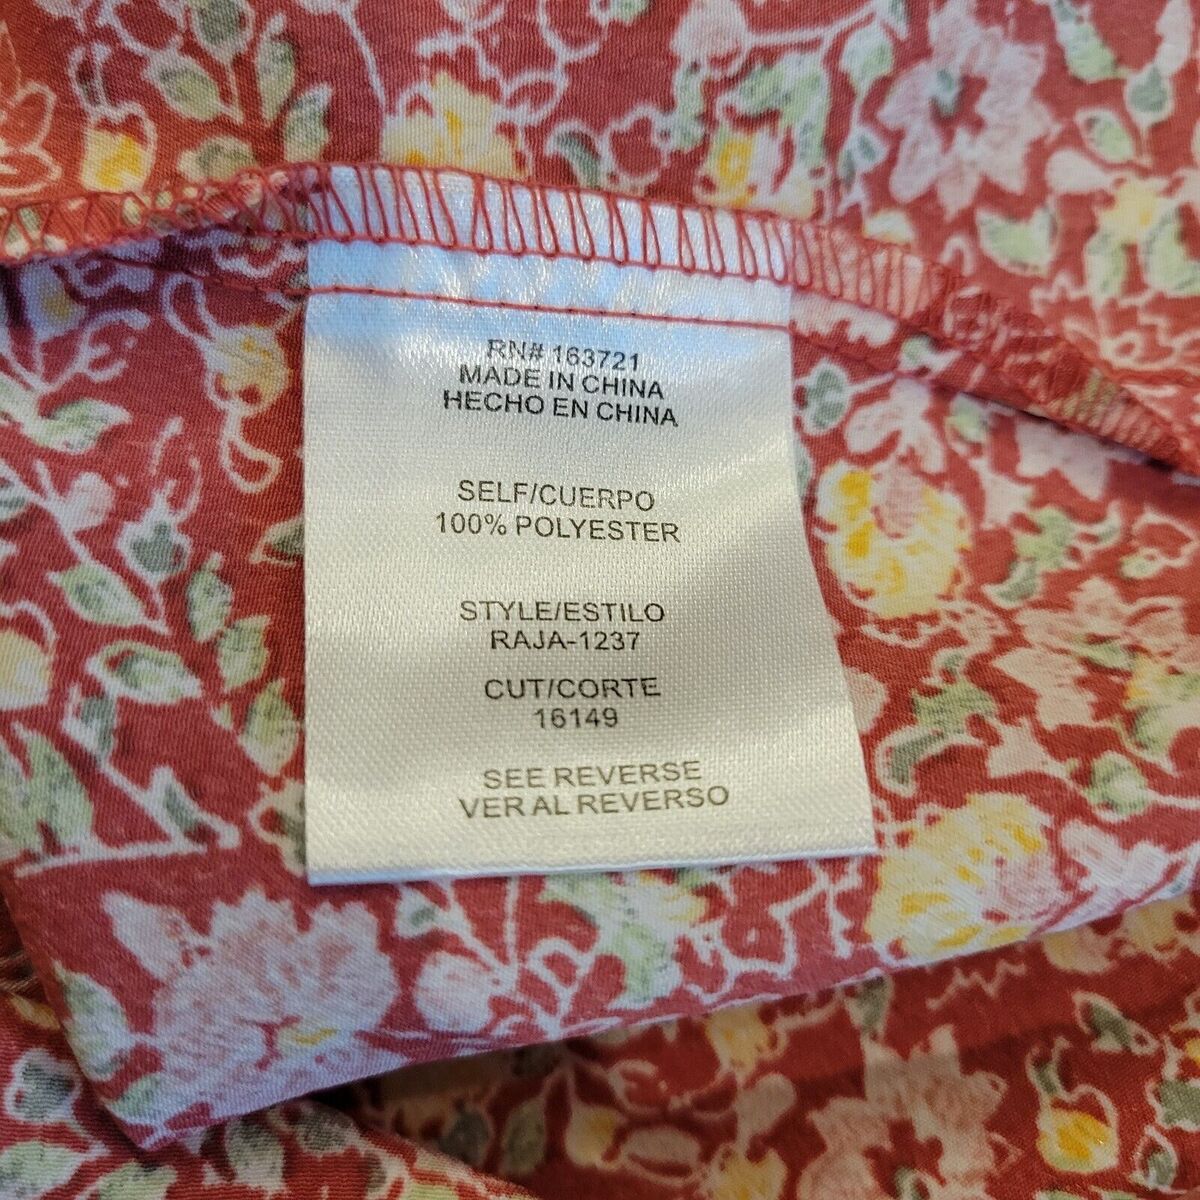 RN# 163721
MADE IN CHINA
HECHO EN CHINA
SELF/CUERPO
100% POLYESTER
STYLE/ESTILO
RAJA-1237
CUT/CORTE
16149
SEE REVERSE
VER AL REVERSO